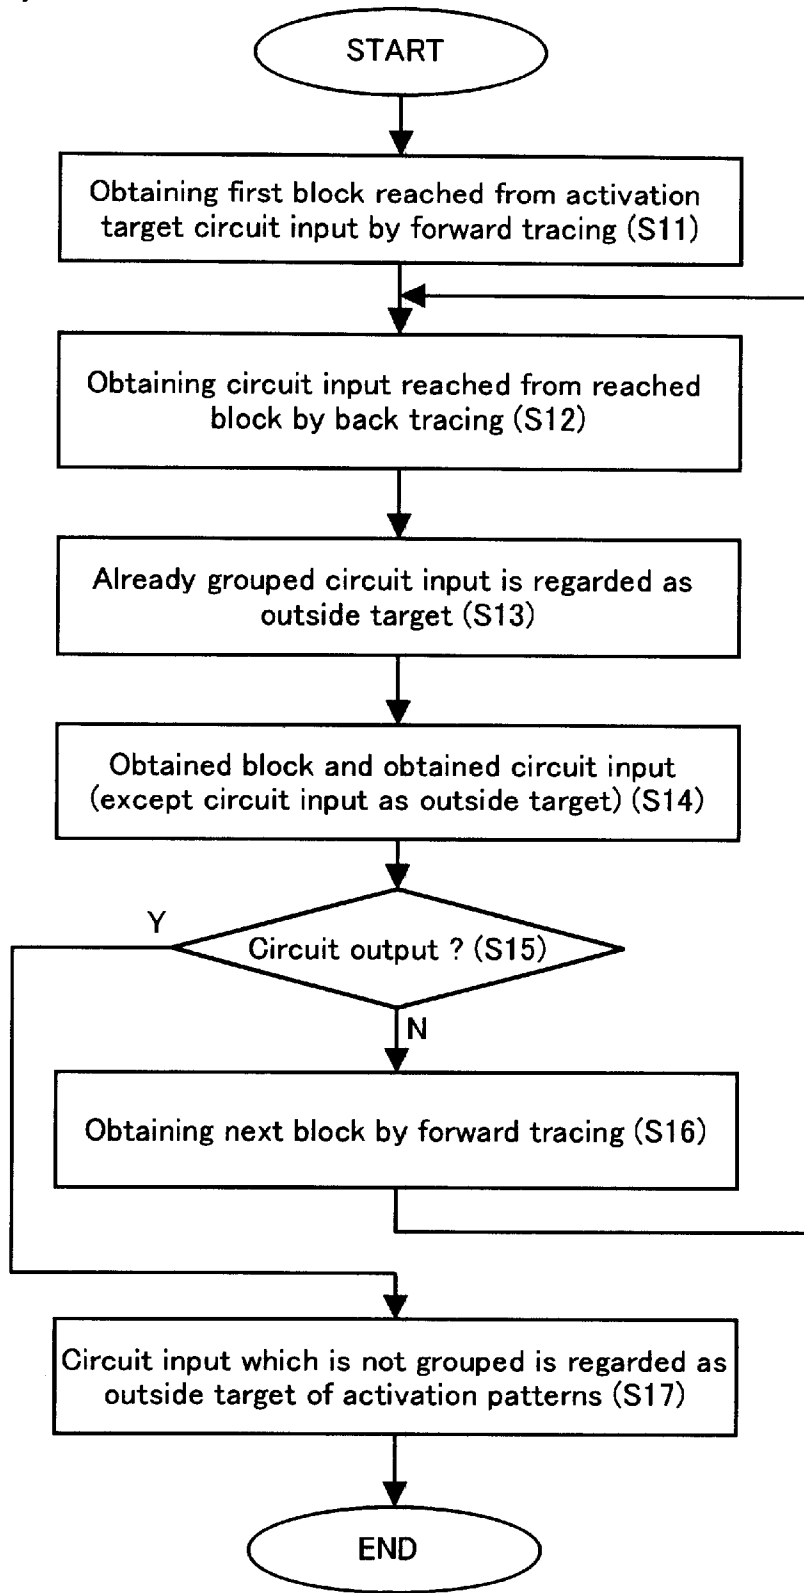 START
Obtaining first block reached from activation
target circuit input by forward tracing (S11)
Obtaining circuit input reached from reached
block by back tracing (S12)
Already grouped circuit input is regarded as
outside target (S13)
Obtained block and obtained circuit input
(except circuit input as outside target) (S14)
Y
Circuit output ? (S15)
N
Obtaining next block by forward tracing (S16)
Circuit input which is not grouped is regarded as
outside target of activation patterns (S17)
END